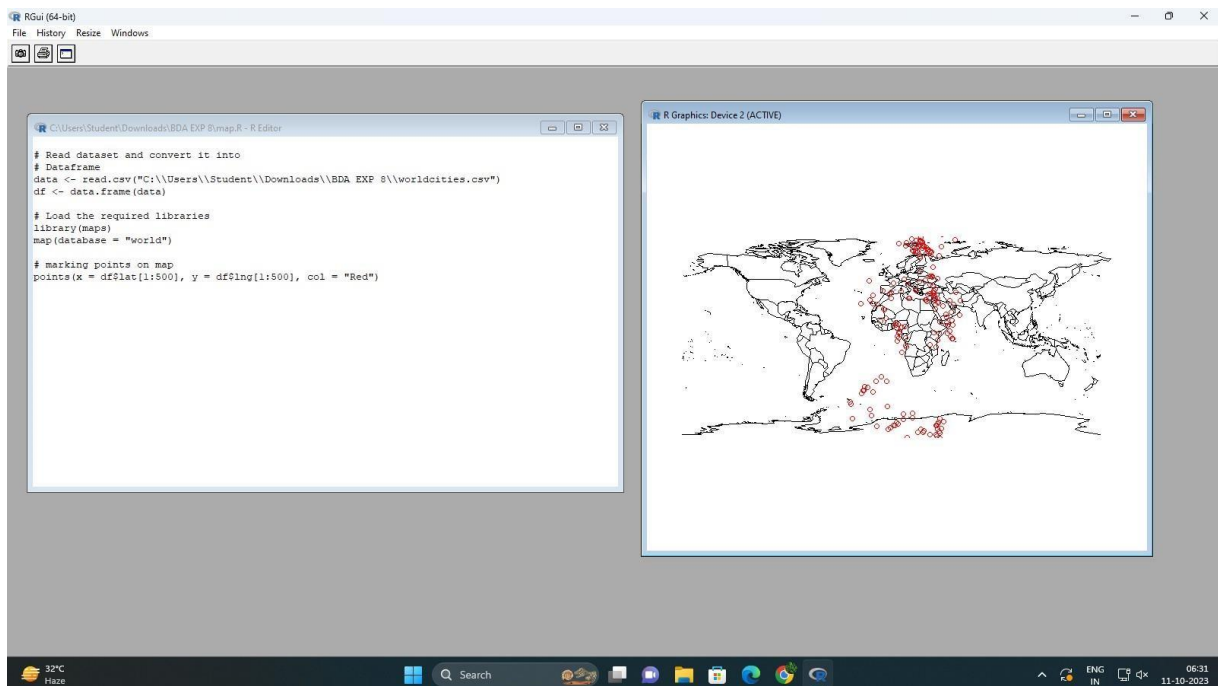 RGui (64-bit)
File History Resize Windows
C:\Users\Student\Downloads\BDA EXP 8\map.R - R Editor
# Read dataset and convert it into
# Dataframe
data <- read.csv("C:\\Users\\Student\\Downloads\\BDA EXP 8\\worldcities.csv")
df <- data.frame(data)
# Load the required libraries
library(maps)
map(database = "world")
# marking points on map
points(x = df$lat[1:500], y = df$lng[1:500], col = "Red")
R Graphics: Device 2 (ACTIVE)
32°C
Haze
Search
ENG
IN
06:31
11-10-2023